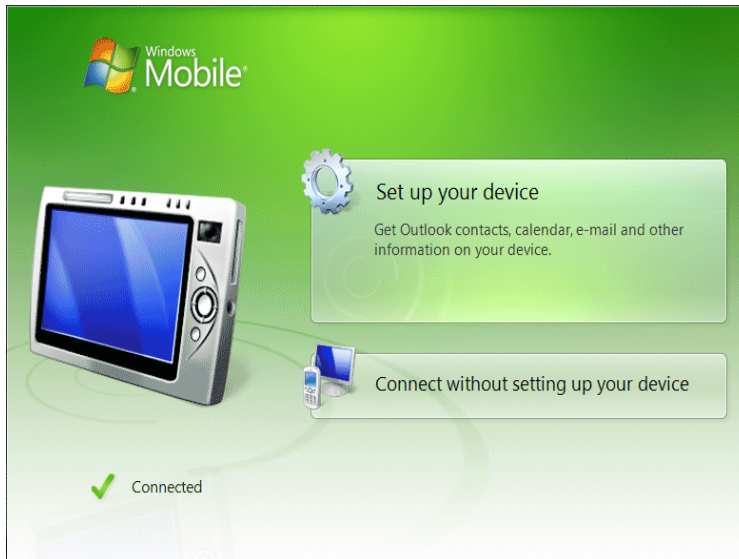 Windows
Mobile®
Set up your device
Get Outlook contacts, calendar, e-mail and other
information on your device.
Connect without setting up your device
Connected